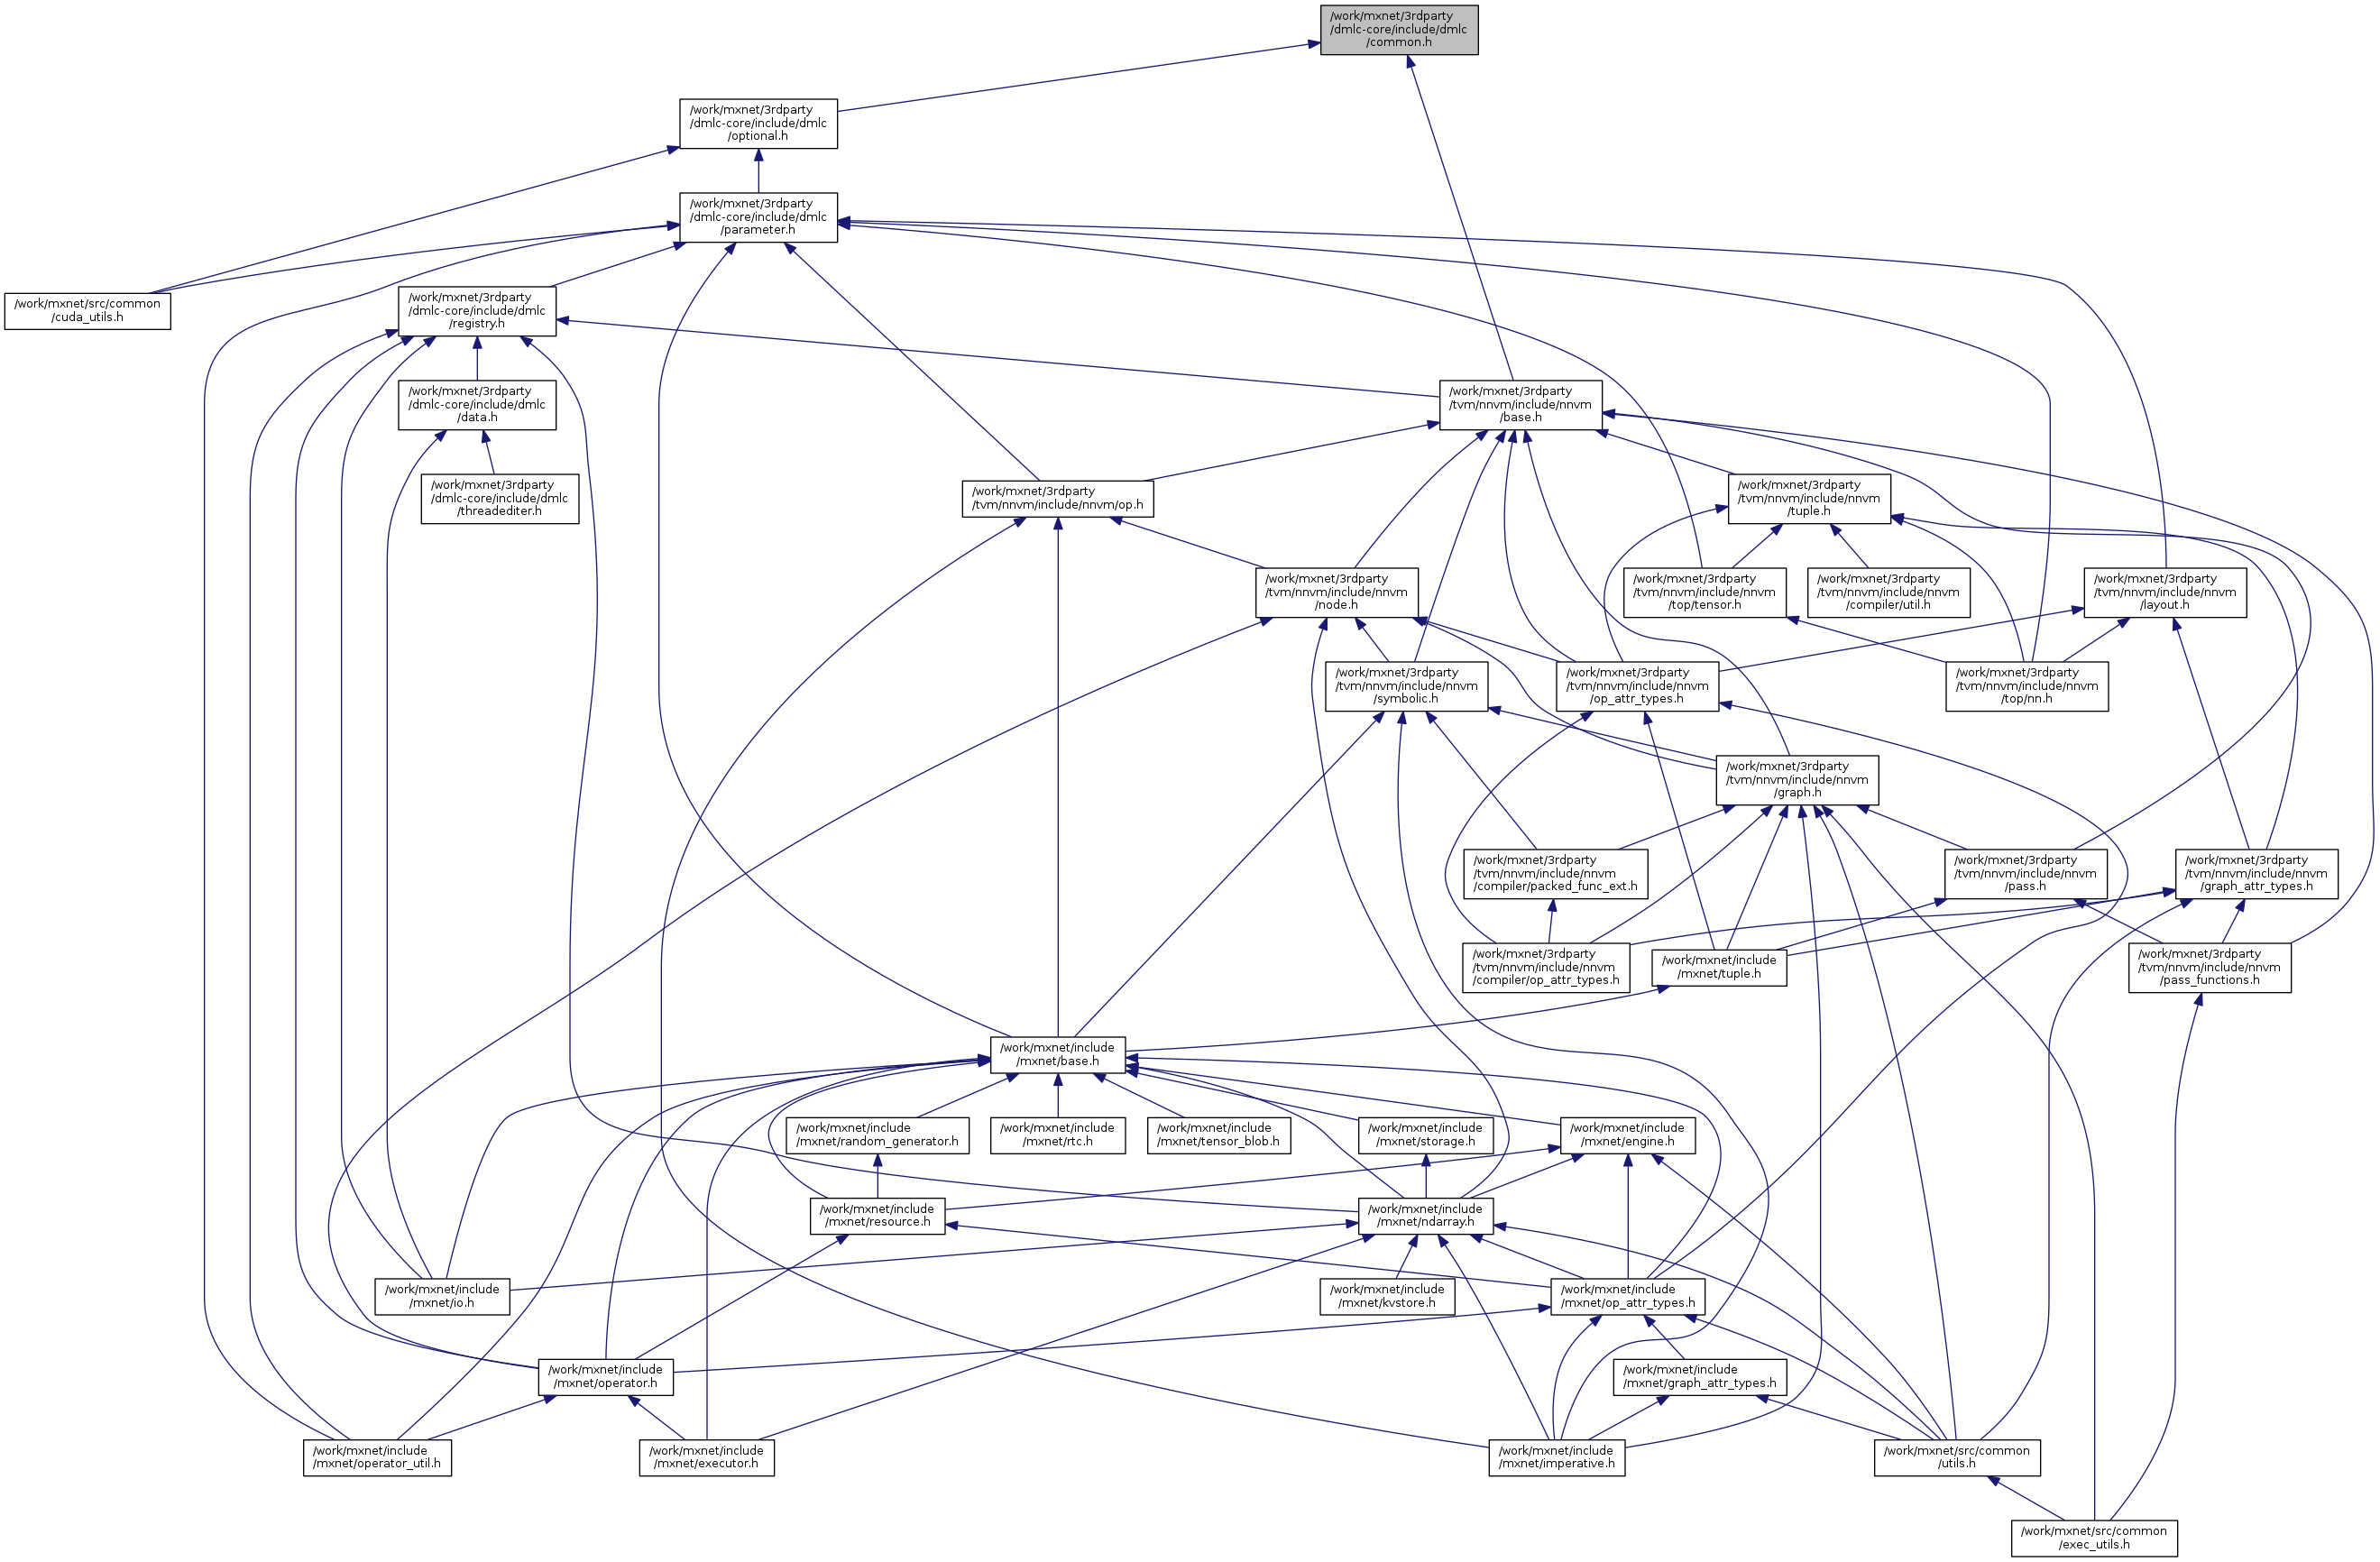 /work/mxnet/3rdparty
/dmlc-core/include/dmlc
/common.h
/work/mxnet/3rdparty
/dmlc-core/include/dmlc
/optional.h
/work/mxnet/3rdparty
/dmlc-core/include/dmlc
/parameter.h
/work/mxnet/src/common
/cuda_utils.h
/work/mxnet/3rdparty
/dmlc-core/include/dmlc
/registry.h
/work/mxnet/3rdparty
/dmlc-core/include/dmlc
/data.h
/work/mxnet/3rdparty
/tvm/nnvm/include/nnvm
/base.h
/work/mxnet/3rdparty
/dmlc-core/include/dmlc
/threadediter.h
/work/mxnet/3rdparty
/tvm/nnvm/include/nnvm/op.h
/work/mxnet/3rdparty
/tvm/nnvm/include/nnvm
/tuple.h
/work/mxnet/3rdparty
/tvm/nnvm/include/nnvm
/node.h
/work/mxnet/3rdparty
/tvm/nnvm/include/nnvm
/top/tensor.h
/work/mxnet/3rdparty
/tvm/nnvm/include/nnvm
/compiler/util.h
/work/mxnet/3rdparty
/tvm/nnvm/include/nnvm
/layout.h
/work/mxnet/3rdparty
/tvm/nnvm/include/nnvm
/symbolic.h
/work/mxnet/3rdparty
/tvm/nnvm/include/nnvm
/op_attr_types.h
/work/mxnet/3rdparty
/tvm/nnvm/include/nnvm
/top/nn.h
/work/mxnet/3rdparty
/tvm/nnvm/include/nnvm
/graph.h
/work/mxnet/3rdparty
/tvm/nnvm/include/nnvm
/compiler/packed_func_ext.h
/work/mxnet/3rdparty
/tvm/nnvm/include/nnvm
/pass.h
/work/mxnet/3rdparty
/tvm/nnvm/include/nnvm
/graph_attr_types.h
/work/mxnet/3rdparty
/tvm/nnvm/include/nnvm
/compiler/op_attr_types.h
/work/mxnet/include
/mxnet/tuple.h
/work/mxnet/3rdparty
/tvm/nnvm/include/nnvm
/pass_functions.h
/work/mxnet/include
/mxnet/base.h
/work/mxnet/include
/mxnet/random_generator.h
/work/mxnet/include
/mxnet/rtc.h
/work/mxnet/include
/mxnet/tensor_blob.h
/work/mxnet/include
/mxnet/storage.h
/work/mxnet/include
/mxnet/engine.h
/work/mxnet/include
/mxnet/resource.h
/work/mxnet/include
/mxnet/ndarray.h
/work/mxnet/include
/mxnet/io.h
/work/mxnet/include
/mxnet/kvstore.h
/work/mxnet/include
/mxnet/op_attr_types.h
/work/mxnet/include
/mxnet/operator.h
/work/mxnet/include
/mxnet/graph_attr_types.h
/work/mxnet/include
/mxnet/operator_util.h
/work/mxnet/include
/mxnet/executor.h
/work/mxnet/include
/mxnet/imperative.h
/work/mxnet/src/common
/utils.h
/work/mxnet/src/common
/exec_utils.h